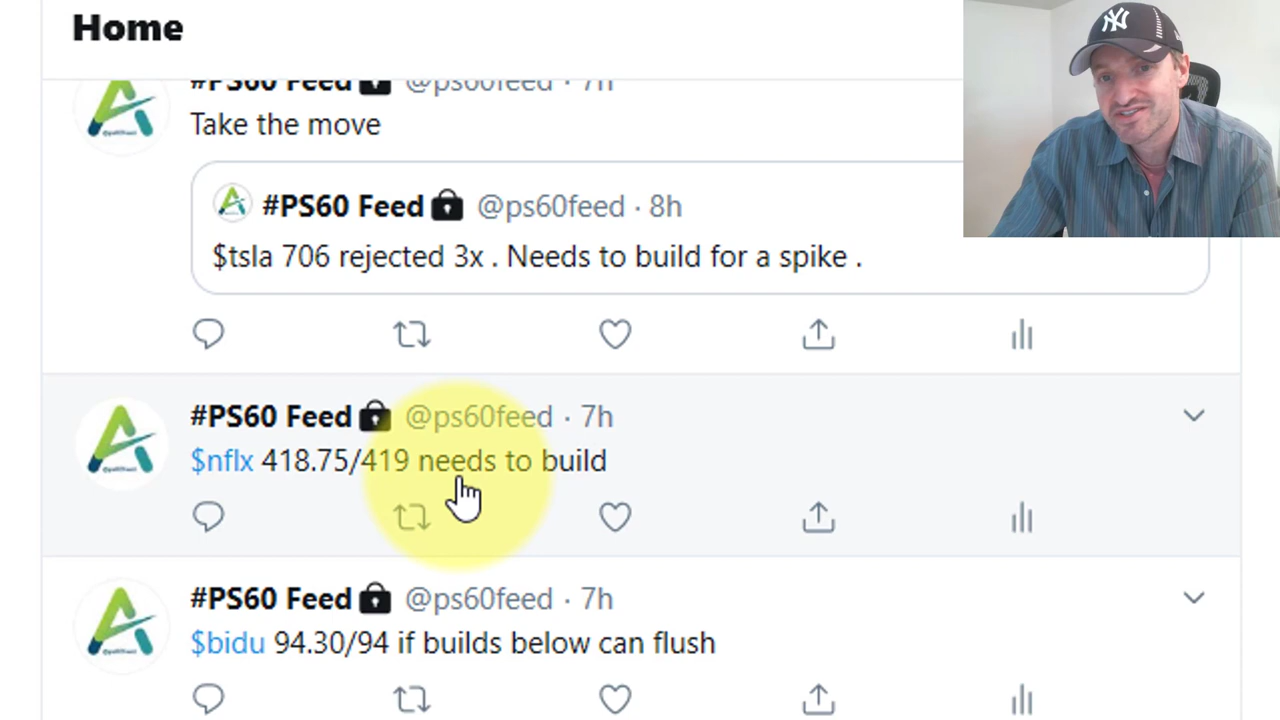 Home
#PS60 Feed @ps60feed · 7h
Take the move
#PS60 Feed @ps60feed · 8h
$tsla 706 rejected 3x . Needs to build for a spike .
#PS60 Feed @ps60feed · 7h
$nflx 418.75/419 needs to build
#PS60 Feed @ps60feed · 7h
$bidu 94.30/94 if builds below can flush
NY